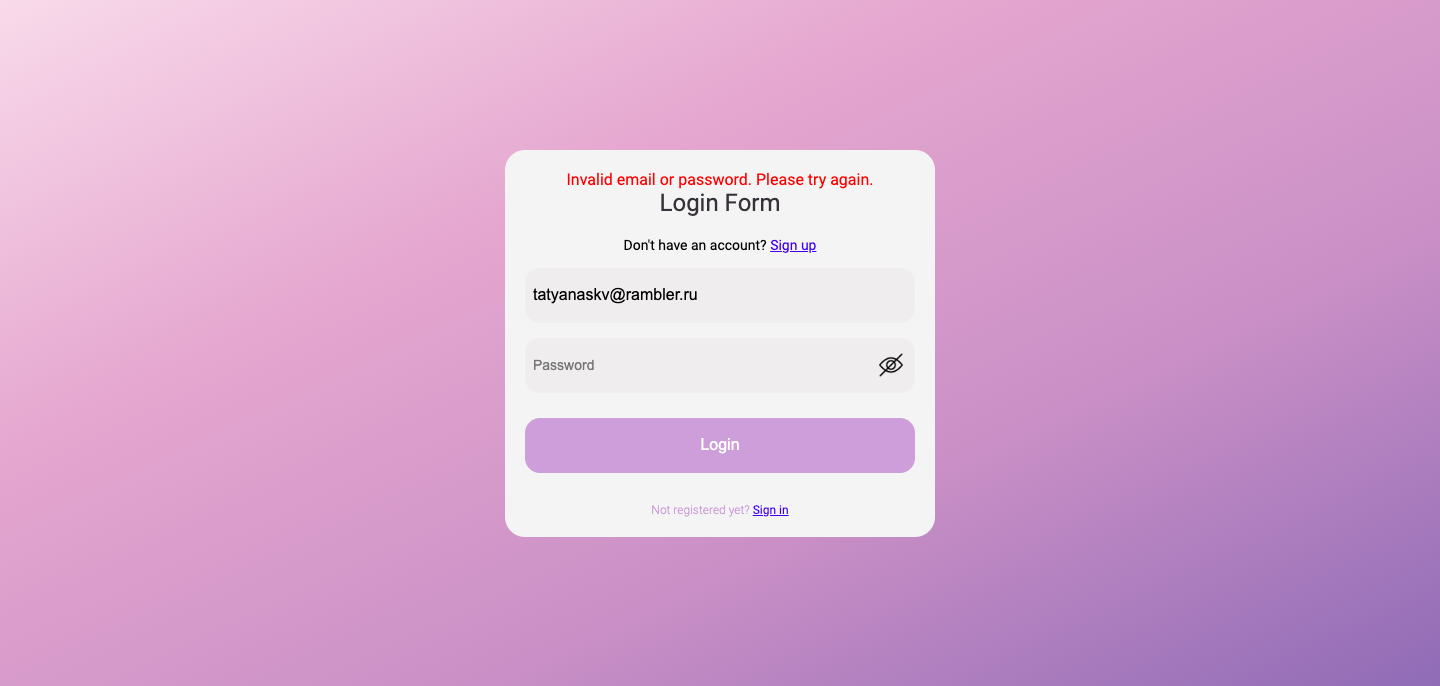 Invalid email or password. Please try again.
Login Form
Don't have an account? Sign up
tatyanaskv@rambler.ru
Password
Login
Not registered yet? Sign in